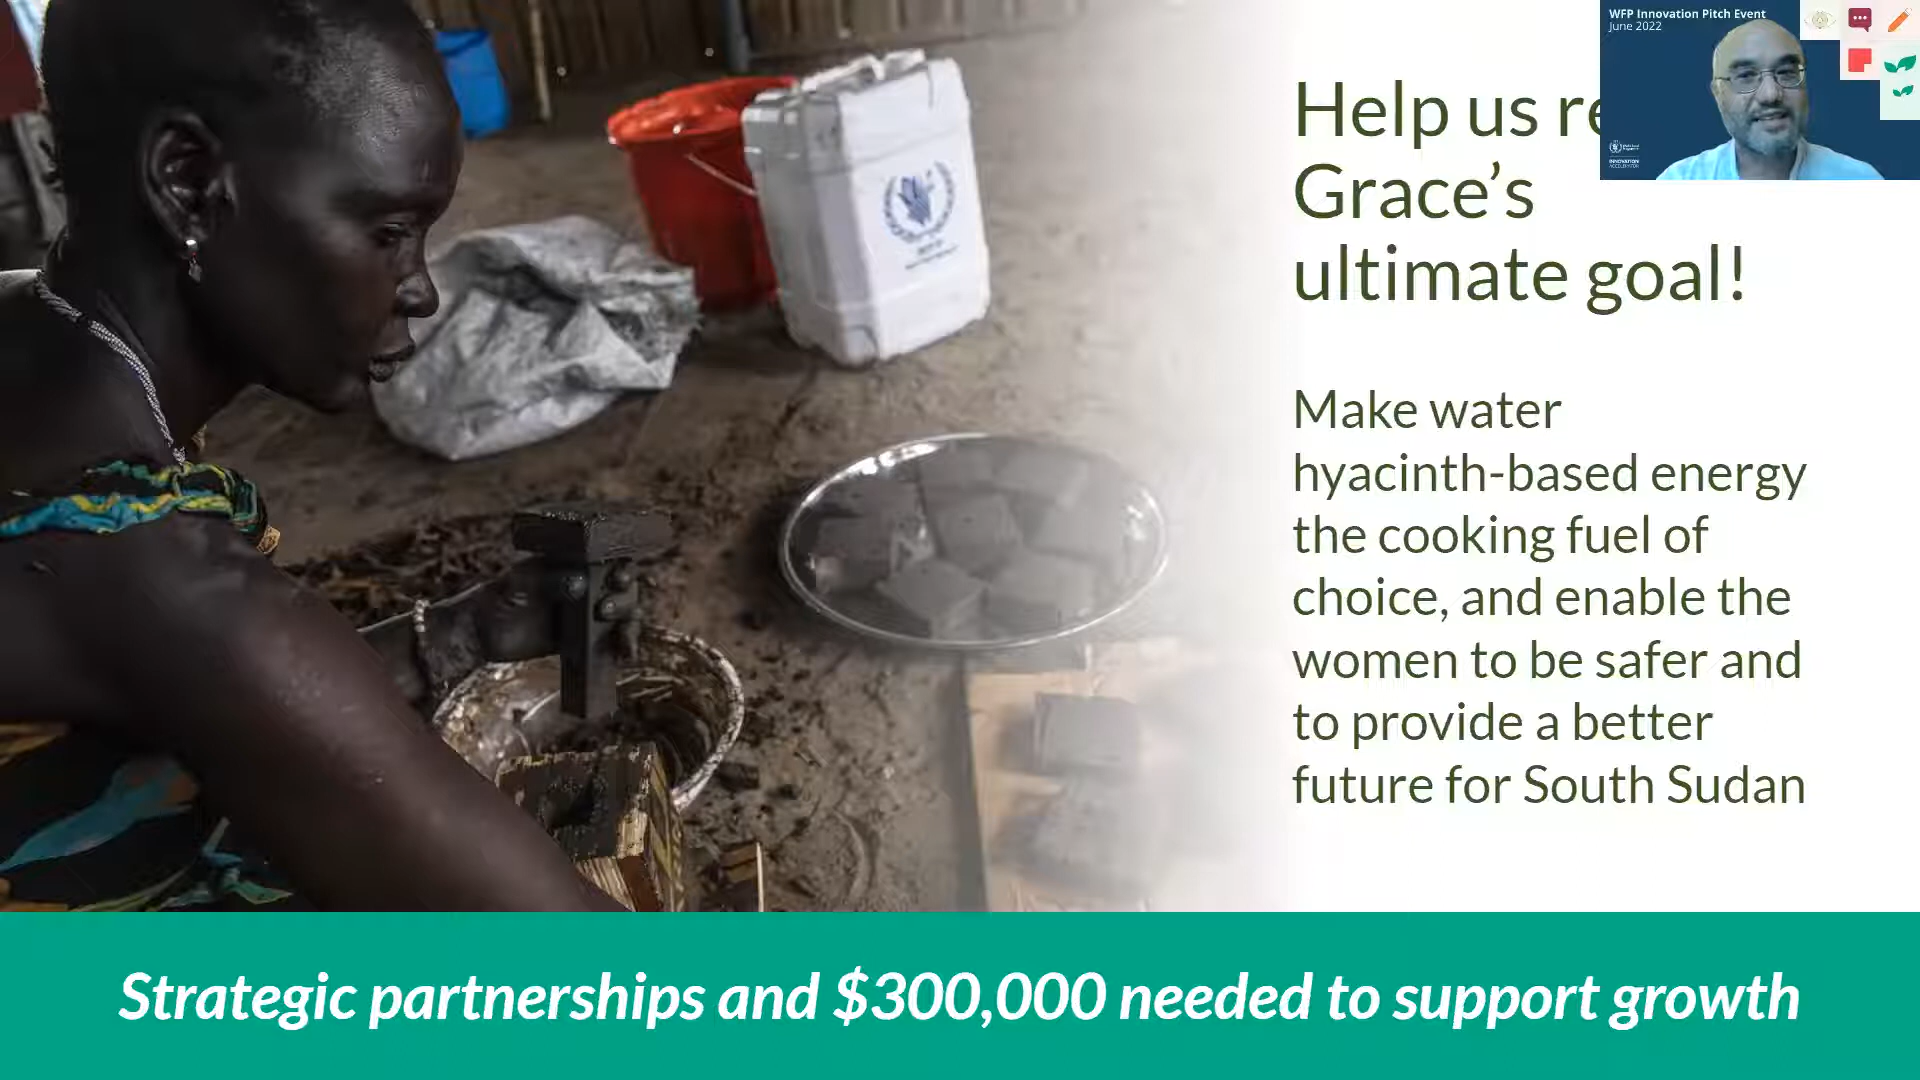 WFP Innovation Pitch Event
June 2022
Help us re
Grace’s
ultimate goal!
Make water
hyacinth-based energy
the cooking fuel of
choice, and enable the
women to be safer and
to provide a better
future for South Sudan
INNOVATION
ACCELERATOR
Strategic partnerships and $300,000 needed to support growth